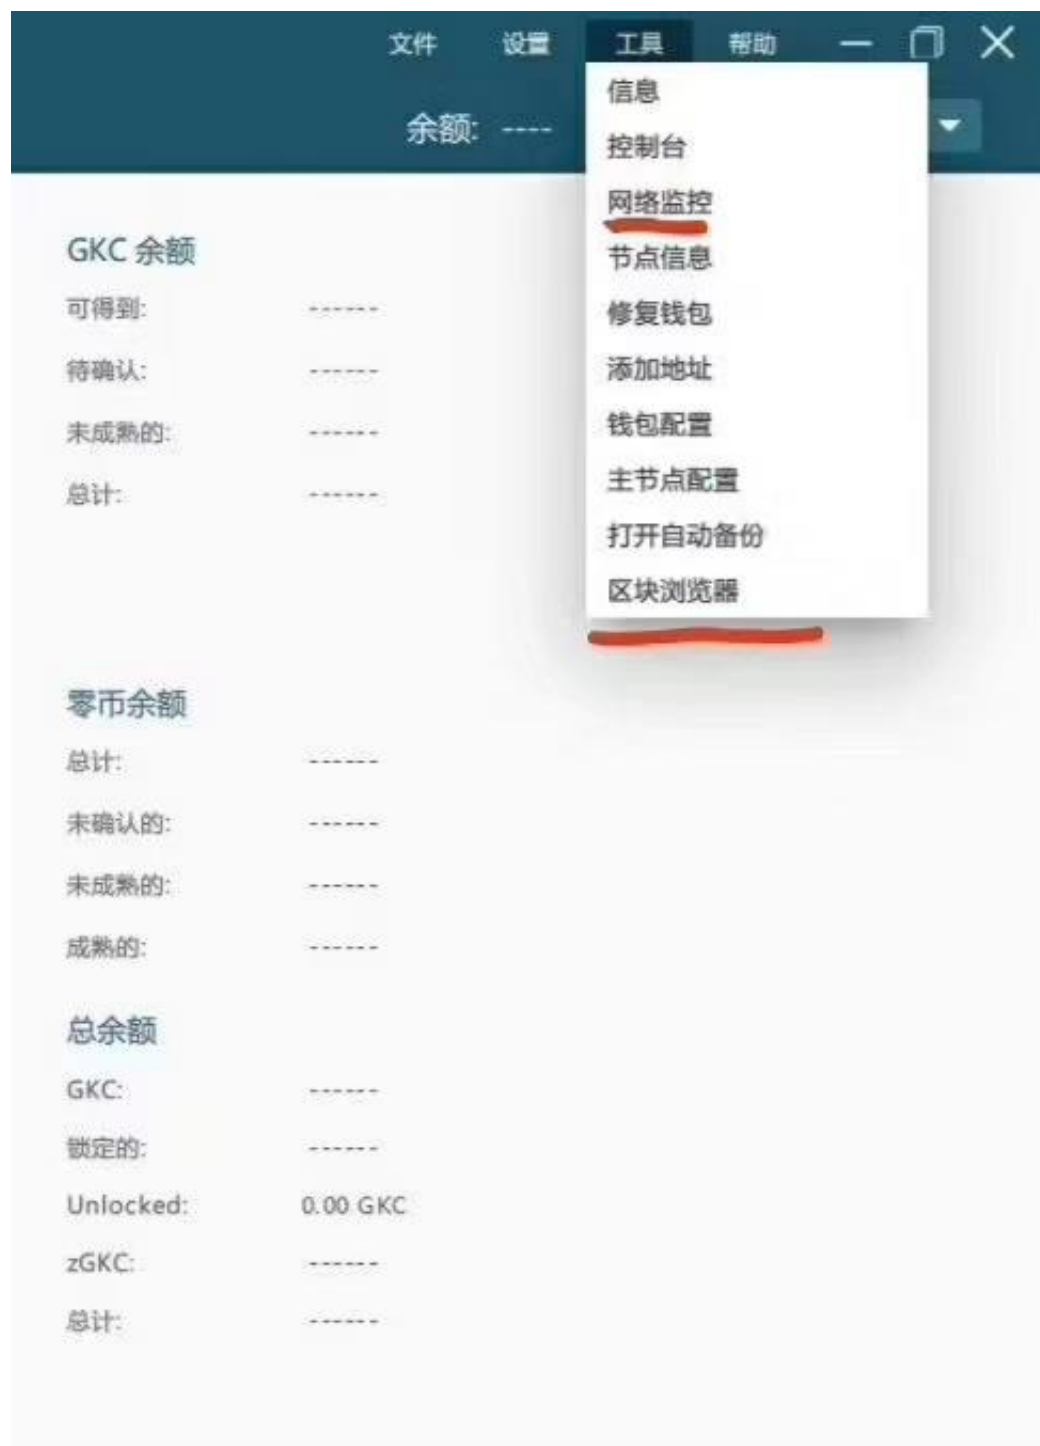 文件 设置 工具 帮助
余额: ----
信息
控制台
网络监控
节点信息
修复钱包
添加地址
钱包配置
主节点配置
打开自动备份
区块浏览器
GKC 余额
可得到: ------
待确认: ------
未成熟的: ------
总计: ------
零币余额
总计: ------
未确认的: ------
未成熟的: ------
成熟的: ------
总余额
GKC: ------
锁定的: ------
Unlocked: 0.00 GKC
zGKC: ------
总计: ------